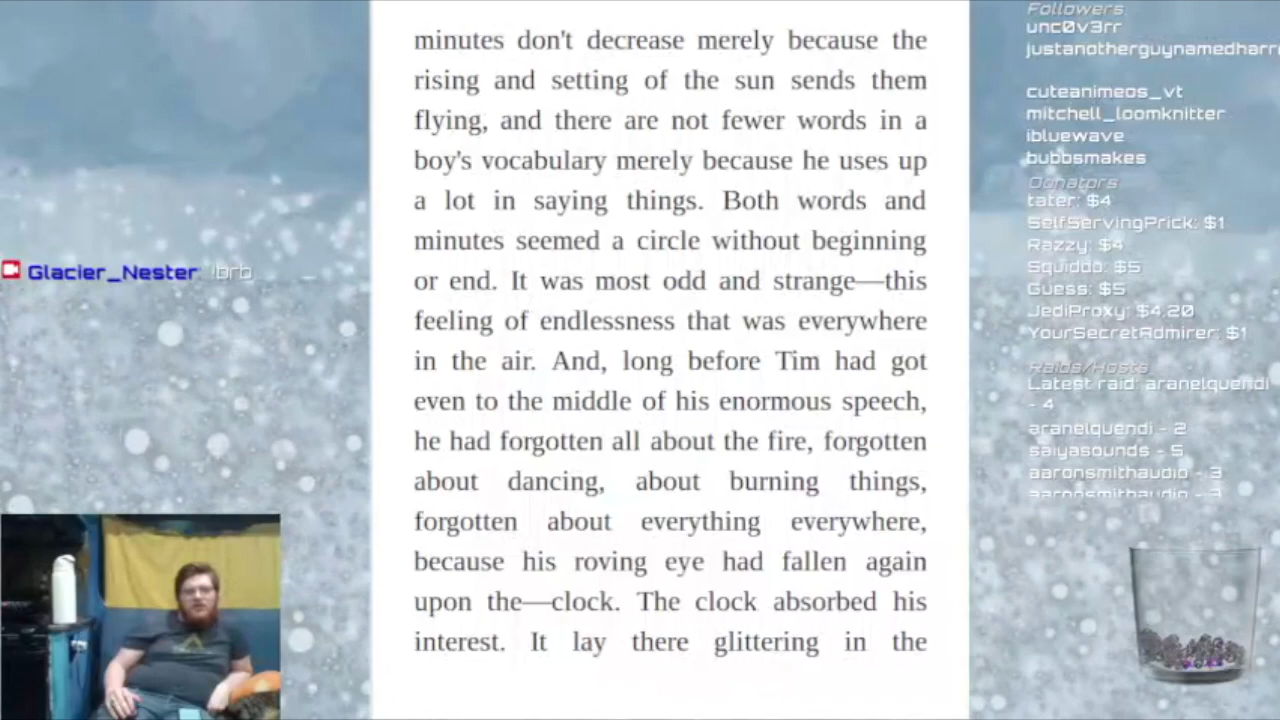 minutes don't decrease merely because the
rising and setting of the sun sends them
flying, and there are not fewer words in a
boy's vocabulary merely because he uses up
a lot in saying things. Both words and
minutes seemed a circle without beginning
or end. It was most odd and strange—this
feeling of endlessness that was everywhere
in the air. And, long before Tim had got
even to the middle of his enormous speech,
he had forgotten all about the fire, forgotten
about dancing, about burning things,
forgotten about everything everywhere,
because his roving eye had fallen again
upon the—clock. The clock absorbed his
interest. It lay there glittering in the
Glacier_Nester: !brb
Followers
unc0v3rr
justanotherguynamedharr
cuteanimeos_vt
mitchell_loomknitter
ibluewave
bubbsmakes
Donators
tater: $4
SelfServingPrick: $1
Razzy: $4
Squiddo: $5
Guess: $5
JediProxy: $4.20
YourSecretAdmirer: $1
Raids/Hosts
Latest raid: aranelquendi
- 4
aranelquendi - 2
saiyasounds - 5
aaronsmithaudio - 3
aaronsmithaudio - 3